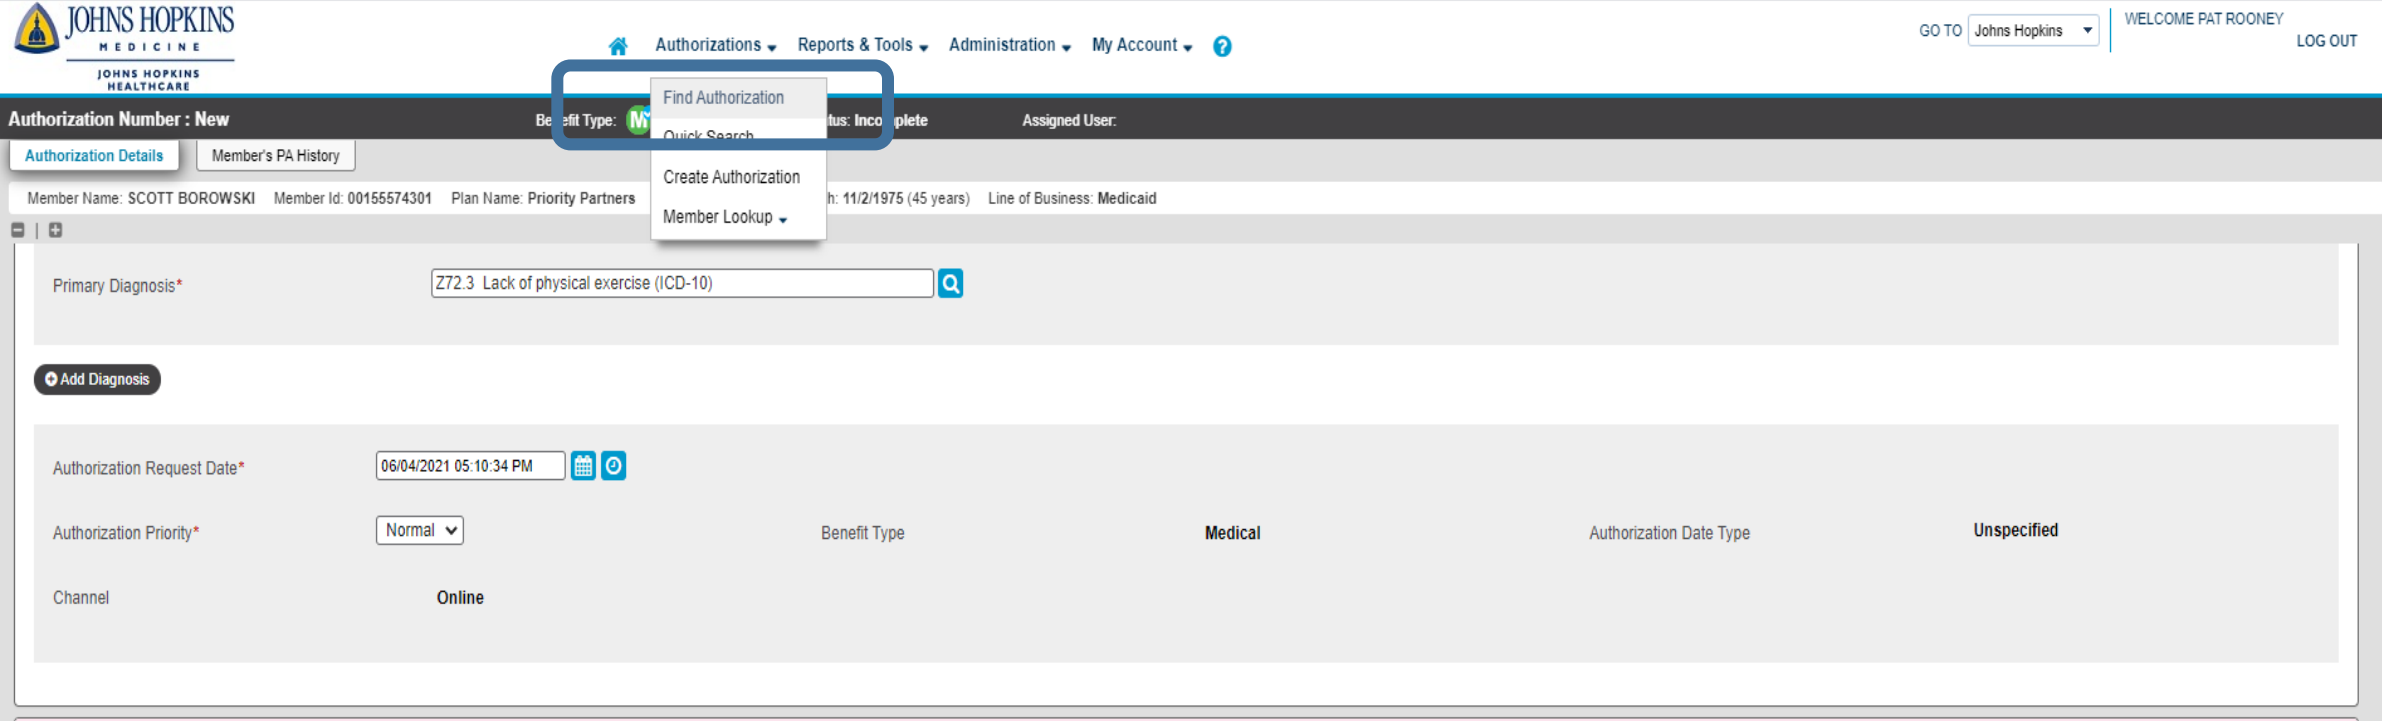 JOHNS HOPKINS
MEDICINE
JOHNS HOPKINS
HEALTHCARE
Authorizations Reports & Tools Administration My Account ?
GO TO Johns Hopkins
WELCOME PAT ROONEY
LOG OUT
Find Authorization
Quick Search
Create Authorization
Member Lookup
Authorization Number : New Benefit Type: M tus: Incomplete Assigned User:
Authorization Details Member's PA History
Member Name: SCOTT BOROWSKI Member Id: 00155574301 Plan Name: Priority Partners h: 11/2/1975 (45 years) Line of Business: Medicaid
Primary Diagnosis* Z72.3 Lack of physical exercise (ICD-10)
Add Diagnosis
Authorization Request Date* 06/04/2021 05:10:34 PM
Authorization Priority* Normal Benefit Type Medical Authorization Date Type Unspecified
Channel Online